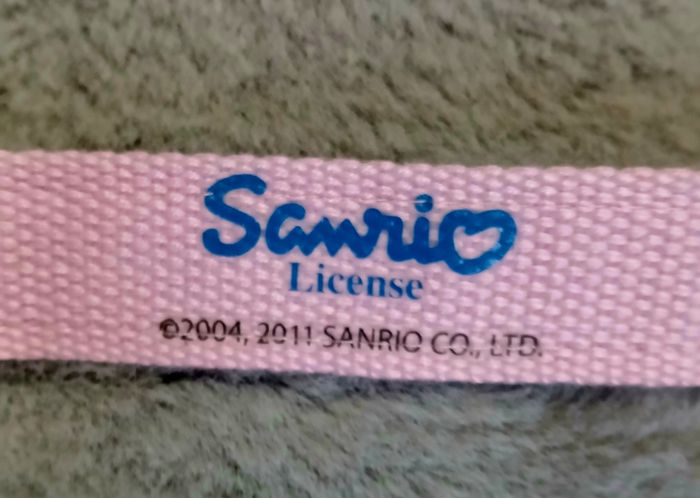 Sanrio
License
©2004, 2011 SANRIO CO., LTD.